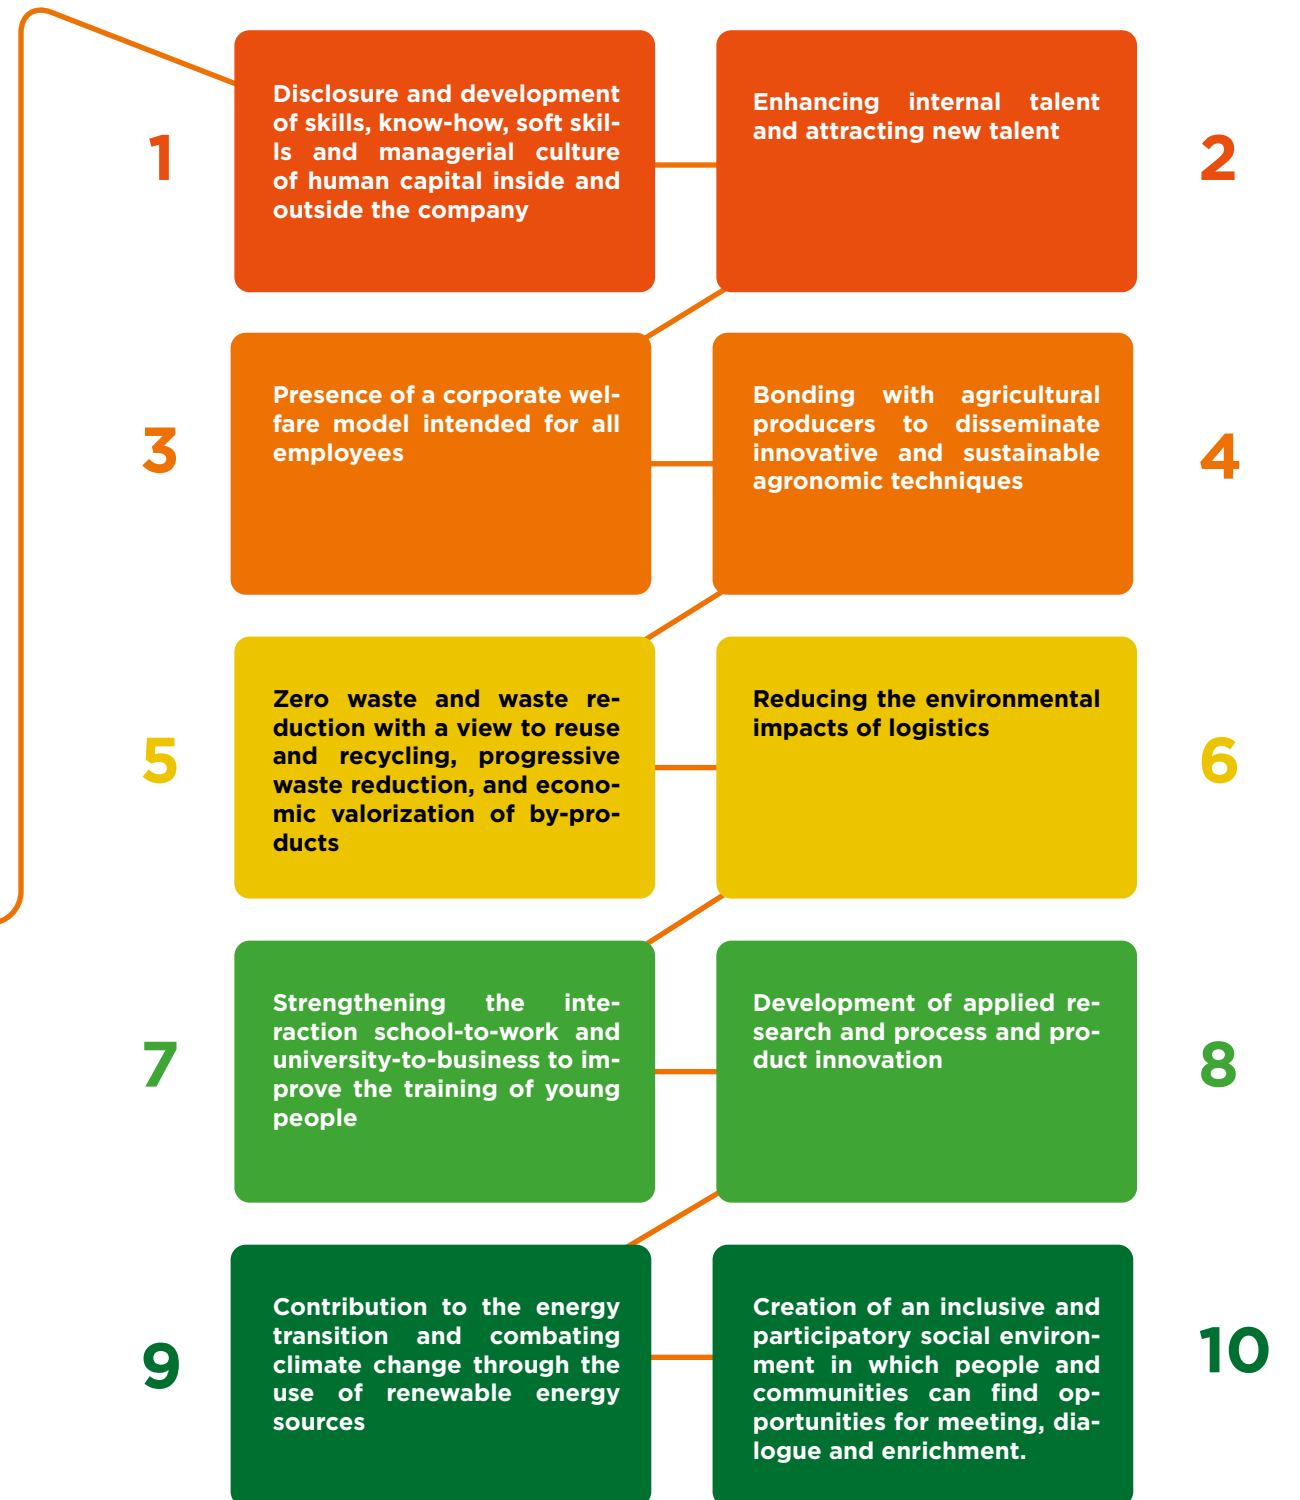 1
Disclosure and development
of skills, know-how, soft skil-
ls and managerial culture
of human capital inside and
outside the company
Enhancing internal talent
and attracting new talent
2
3
Presence of a corporate wel-
fare model intended for all
employees
Bonding with agricultural
producers to disseminate
innovative and sustainable
agronomic techniques
4
5
Zero waste and waste re-
duction with a view to reuse
and recycling, progressive
waste reduction, and econo-
mic valorization of by-pro-
ducts
Reducing the environmental
impacts of logistics
6
7
Strengthening the inte-
raction school-to-work and
university-to-business to im-
prove the training of young
people
Development of applied re-
search and process and pro-
duct innovation
8
9
Contribution to the energy
transition and combating
climate change through the
use of renewable energy
sources
Creation of an inclusive and
participatory social environ-
ment in which people and
communities can find op-
portunities for meeting, dia-
logue and enrichment.
10